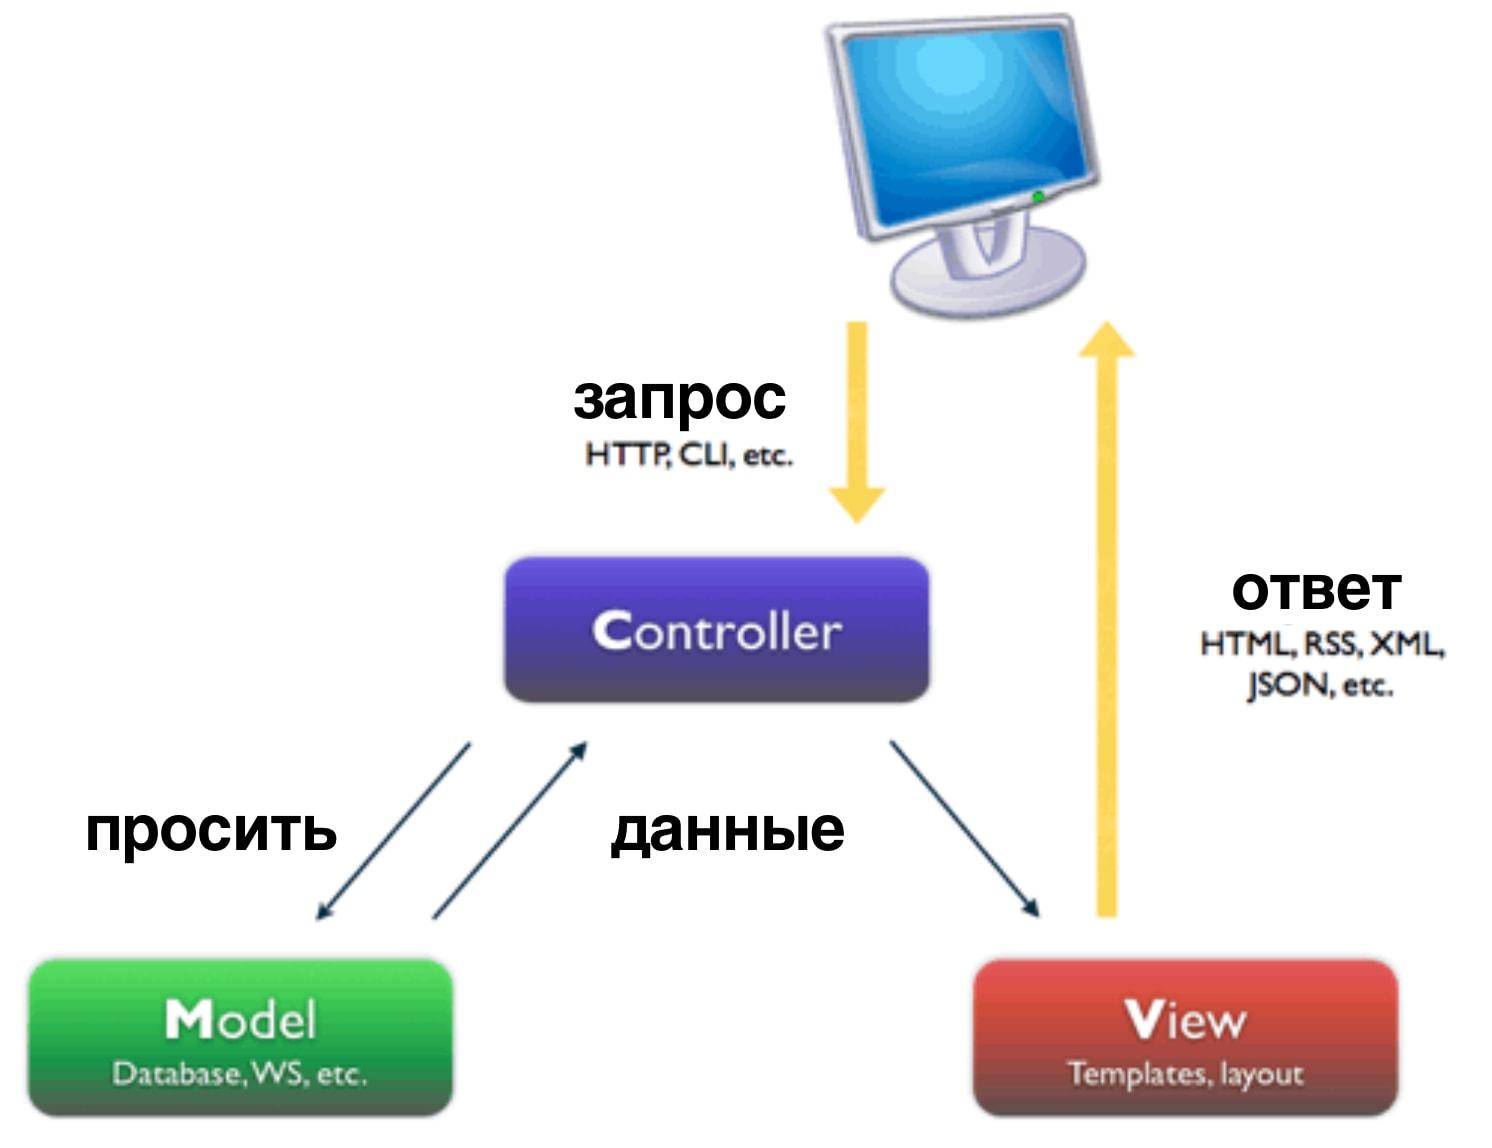 запрос
HTTP, CLI, etc.
Controller
ответ
HTML, RSS, XML,
JSON, etc.
просить
данные
Model
Database, WS, etc.
View
Templates, layout